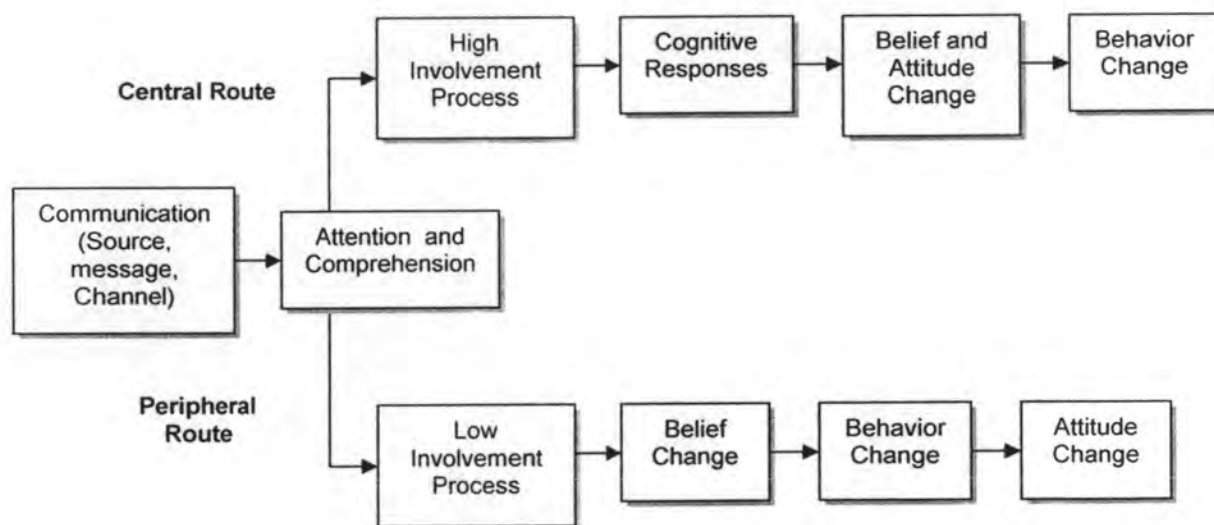 Central Route
High
Involvement
Process
Cognitive
Responses
Belief and
Attitude
Change
Behavior
Change
Communication
(Source,
message,
Channel)
Attention and
Comprehension
Peripheral
Route
Low
Involvement
Process
Belief
Change
Behavior
Change
Attitude
Change